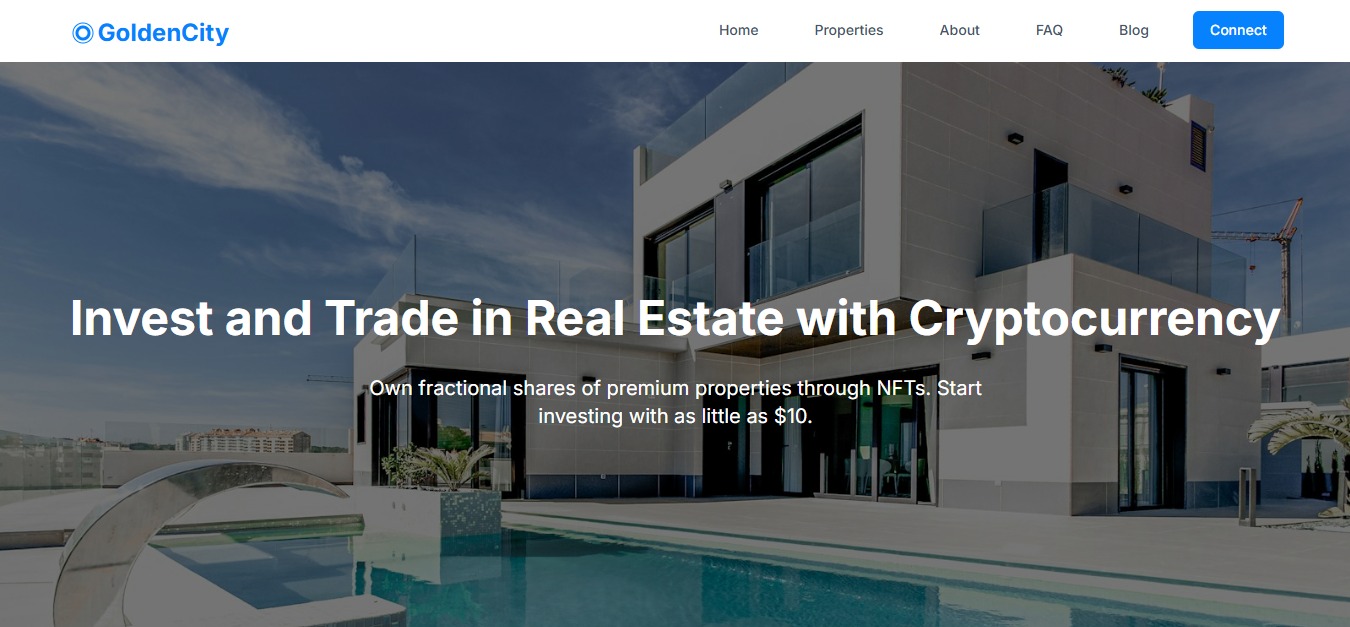 GoldenCity
Home
Properties
About
FAQ
Blog
Connect
Invest and Trade in Real Estate with Cryptocurrency
Own fractional shares of premium properties through NFTs. Start
investing with as little as $10.